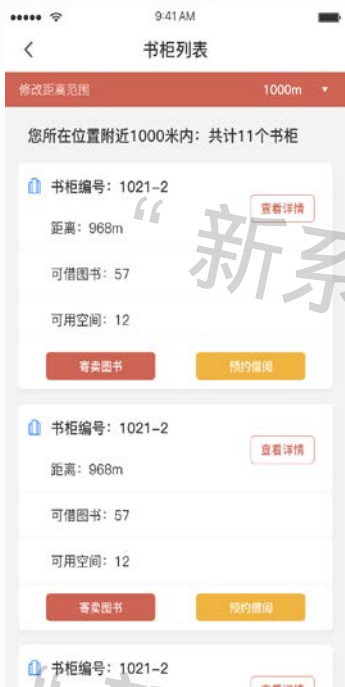 9:41 AM
书柜列表
修改距离范围 1000m
您所在位置附近1000米内：共计11个书柜
书柜编号：1021-2
查看详情
距离：968m
可借图书：57
可用空间：12
寄卖图书 预约借阅
书柜编号：1021-2
查看详情
距离：968m
可借图书：57
可用空间：12
寄卖图书 预约借阅
书柜编号：1021-2
“新系